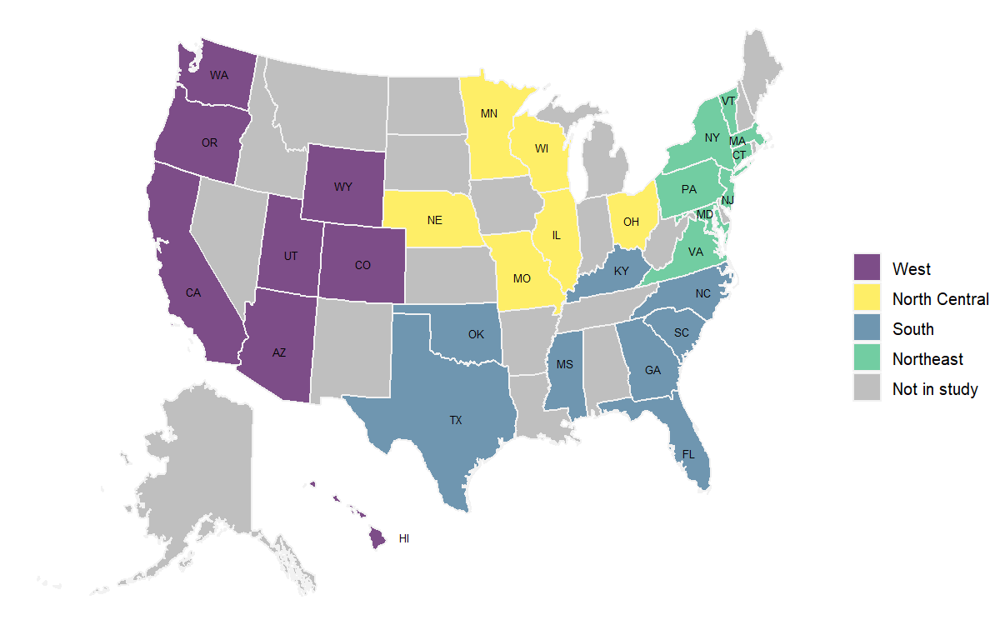 WA
MN
VT
OR
NY
MA
WI
CT
WY
PA
NJ
NE
OH
MD
IL
UT
CO
VA
MO
KY
CA
NC
OK
SC
AZ
MS
GA
TX
FL
HI
West
North Central
South
Northeast
Not in study